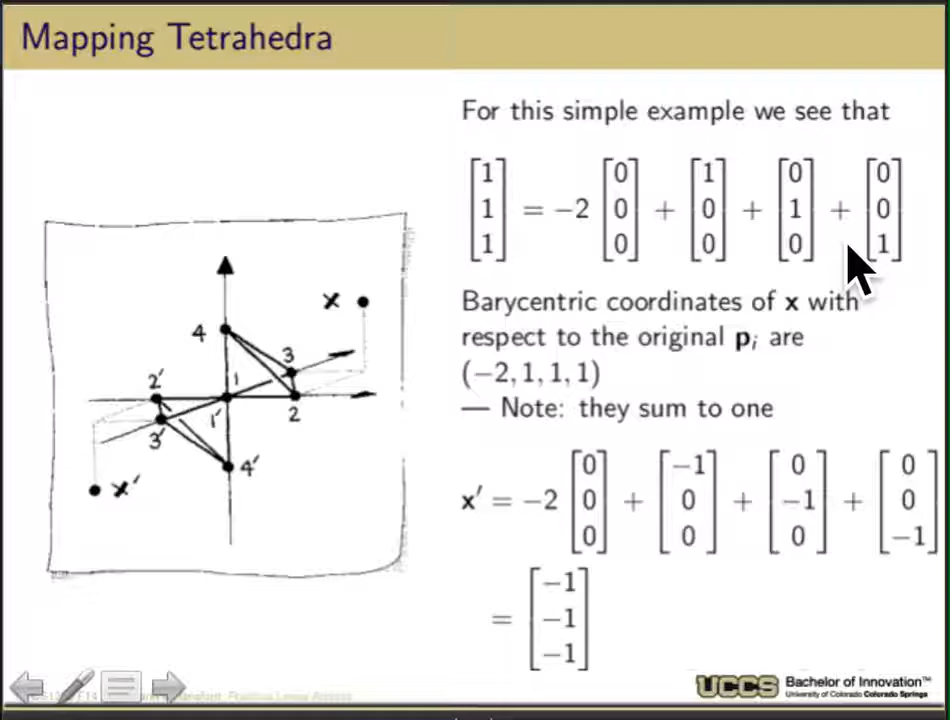 Mapping Tetrahedra
For this simple example we see that
[1 1 1] = −2 [0 0 0] + [1 0 0] + [0 1 0] + [0 0 1]
Barycentric coordinates of x with
respect to the original pᵢ are
(−2, 1, 1, 1)
— Note: they sum to one
x′ = −2 [0 0 0] + [−1 0 0] + [0 −1 0] + [0 0 −1]
= [−1 −1 −1]
x
4
3
2′
1
1′
2
3′
4′
x′
UCCS
Bachelor of Innovation™
University of Colorado Colorado Springs